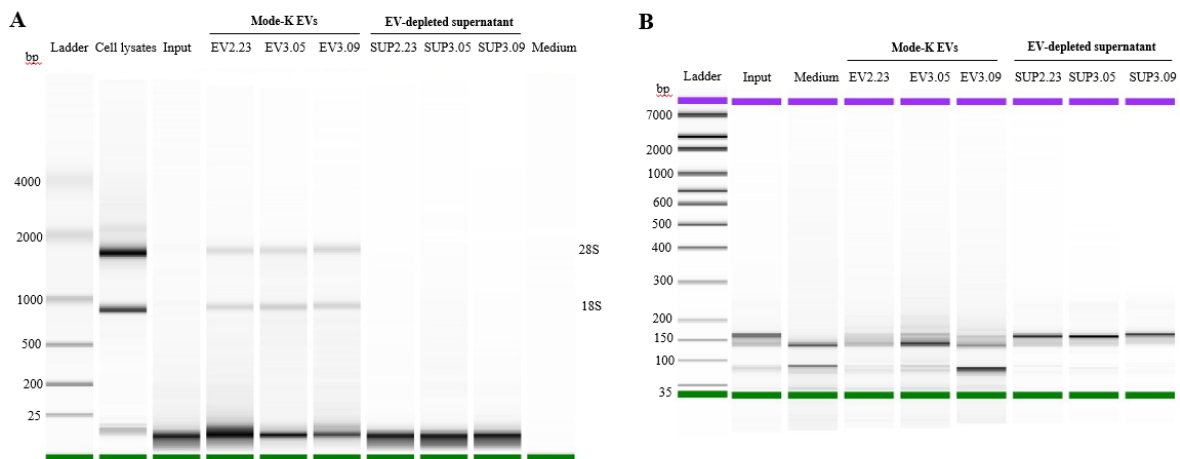 A
Mode-K EVs EV-depleted supernatant
Ladder Cell lysates Input EV2.23 EV3.05 EV3.09 SUP2.23 SUP3.05 SUP3.09 Medium
bp
4000
2000
28S
1000
18S
500
200
25
B
Mode-K EVs EV-depleted supernatant
Ladder Input Medium EV2.23 EV3.05 EV3.09 SUP2.23 SUP3.05 SUP3.09
bp
7000
2000
1000
600
500
400
300
200
150
100
35